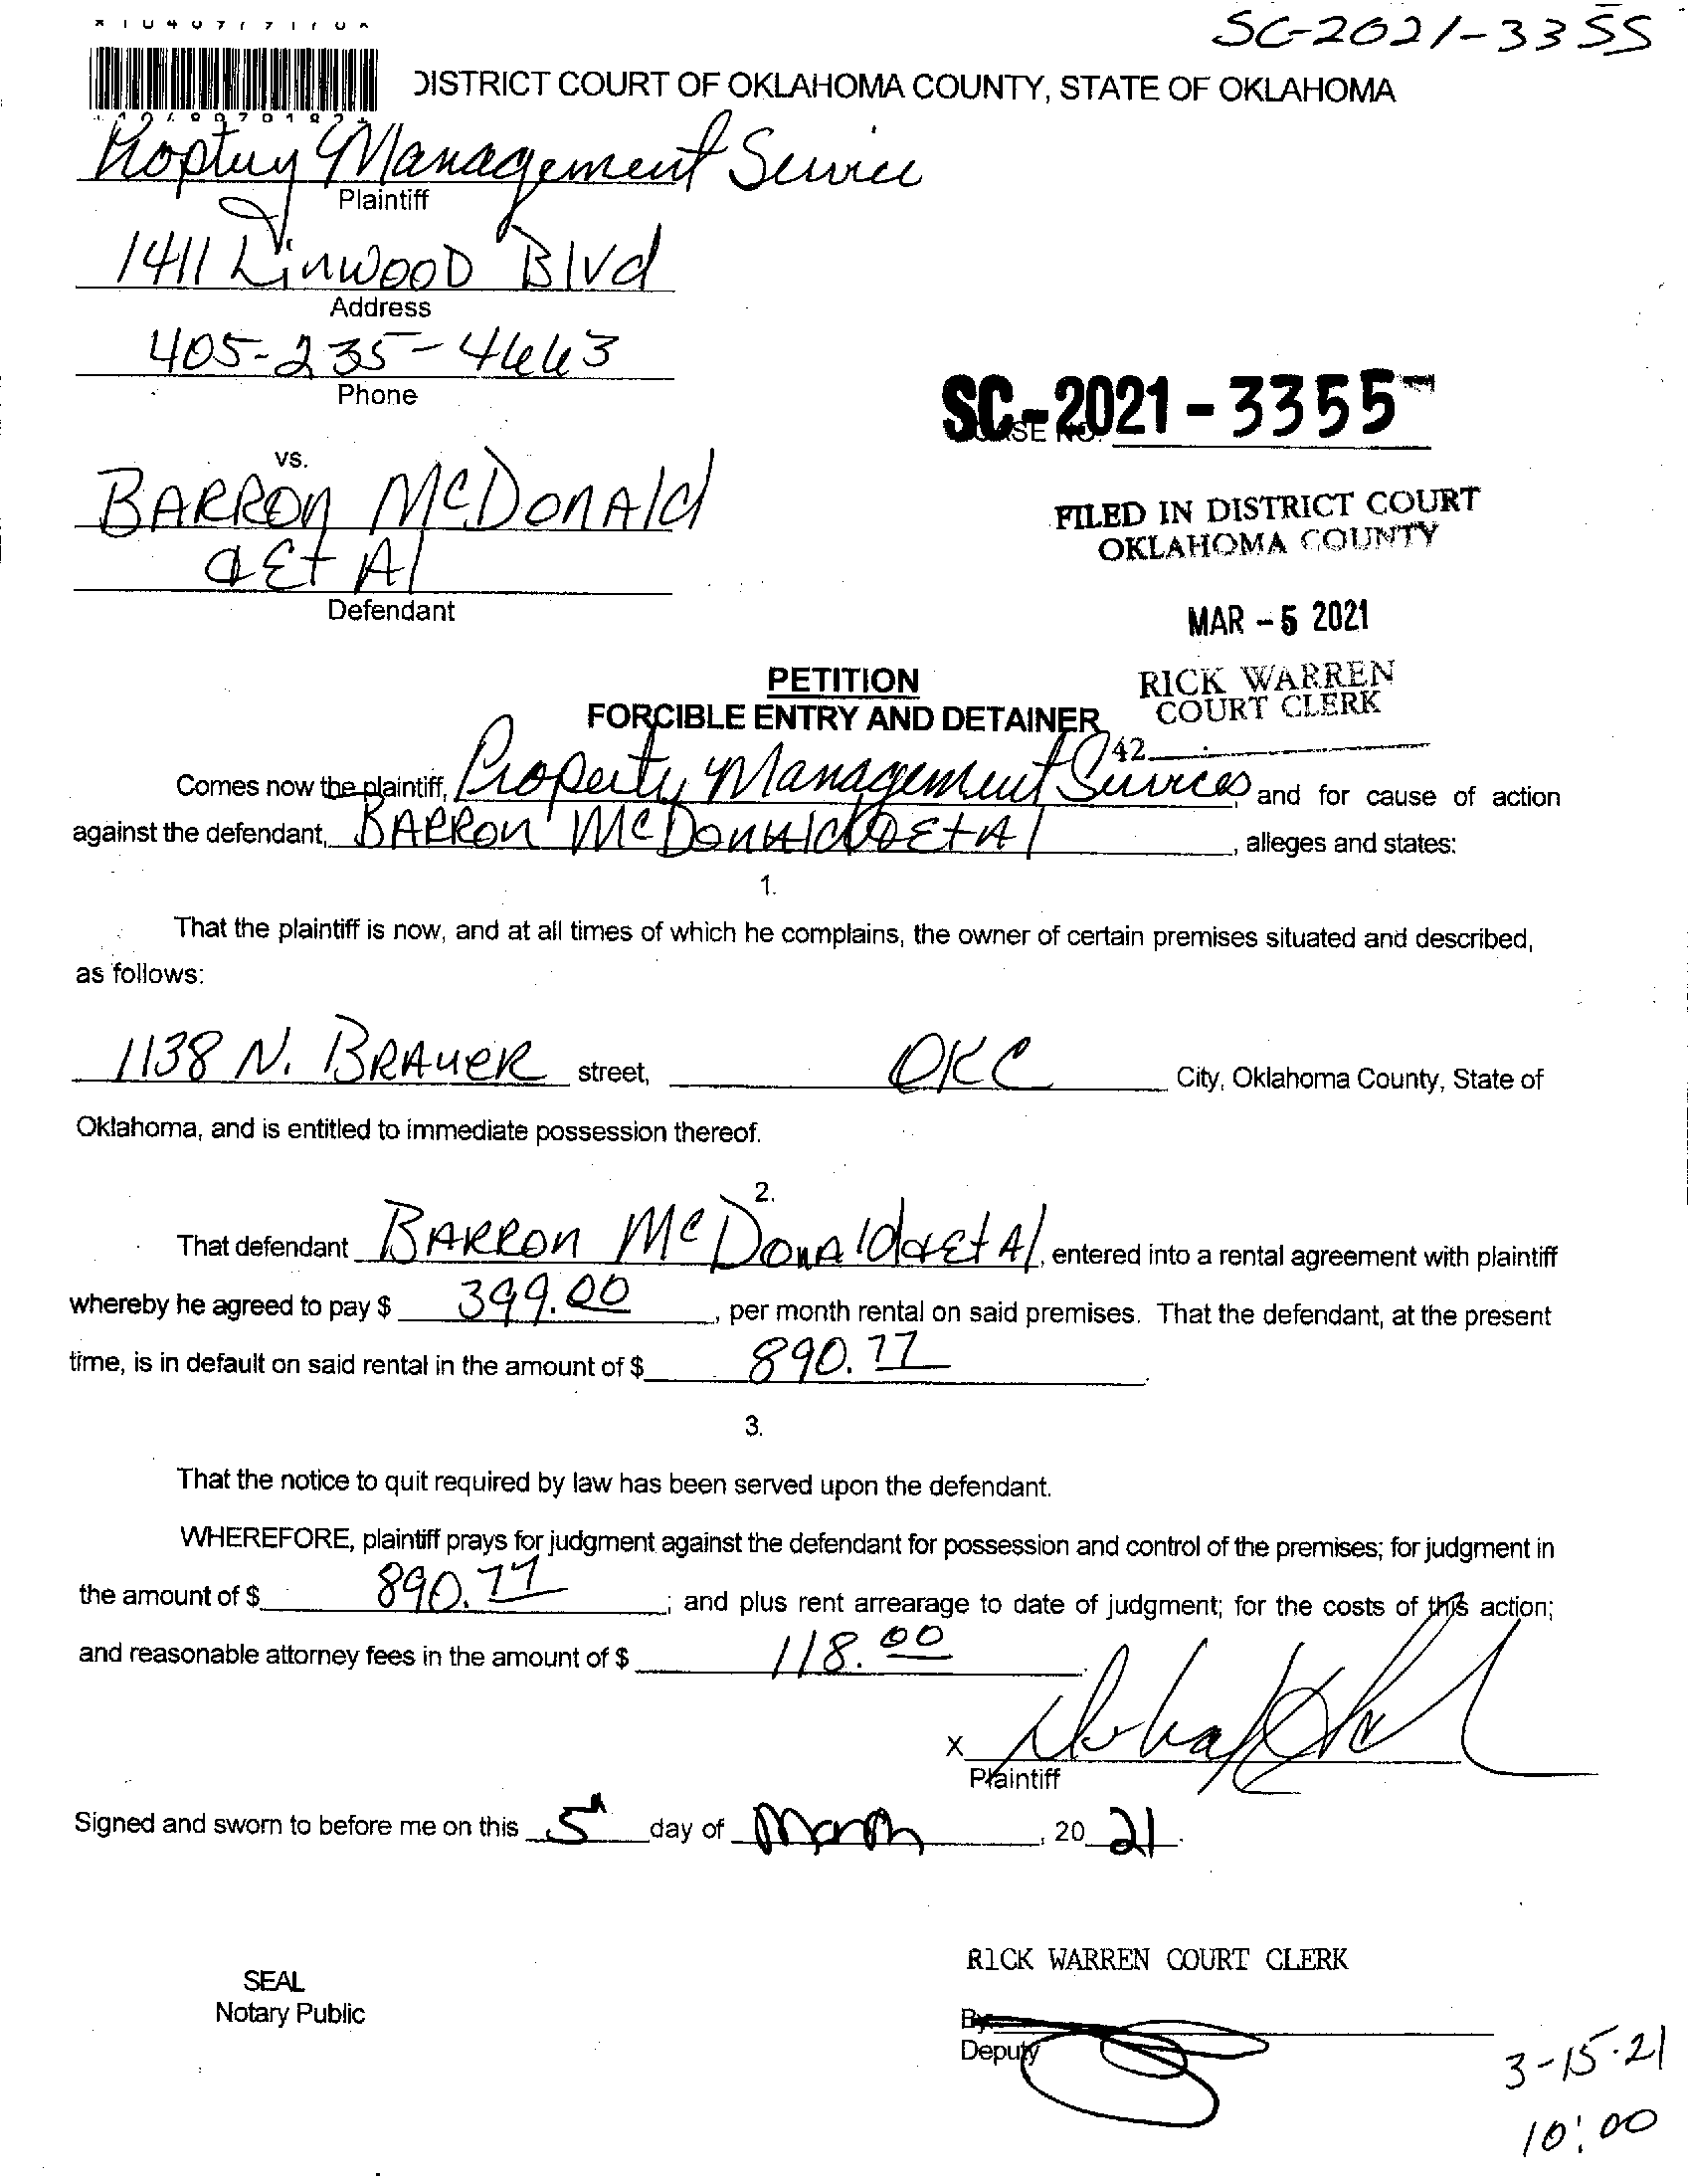 SC-2021-3355
DISTRICT COURT OF OKLAHOMA COUNTY, STATE OF OKLAHOMA
Property Management Service
Plaintiff
1411 Linwood Blvd
Address
405-235-4663
Phone
SC-2021-3355
CASE NO.
vs.
BARRON McDonald
& Et Al
Defendant
FILED IN DISTRICT COURT
OKLAHOMA COUNTY
MAR - 5 2021
RICK WARREN
COURT CLERK
42
PETITION
FORCIBLE ENTRY AND DETAINER
Comes now the plaintiff, Property Management Services, and for cause of action
against the defendant, BARRON McDonald & Et Al, alleges and states:
1.
That the plaintiff is now, and at all times of which he complains, the owner of certain premises situated and described,
as follows:
1138 N. BRAUER street, OKC City, Oklahoma County, State of
Oklahoma, and is entitled to immediate possession thereof.
2.
That defendant BARRON McDonald & Et Al, entered into a rental agreement with plaintiff
whereby he agreed to pay $ 399.00, per month rental on said premises. That the defendant, at the present
time, is in default on said rental in the amount of $ 890.77.
3.
That the notice to quit required by law has been served upon the defendant.
WHEREFORE, plaintiff prays for judgment against the defendant for possession and control of the premises; for judgment in
the amount of $ 890.77; and plus rent arrearage to date of judgment; for the costs of this action;
and reasonable attorney fees in the amount of $ 118.00.
X
Plaintiff
Signed and sworn to before me on this 5th day of March, 20 21.
SEAL
Notary Public
RICK WARREN COURT CLERK
By:
Deputy
3-15-21
10:00